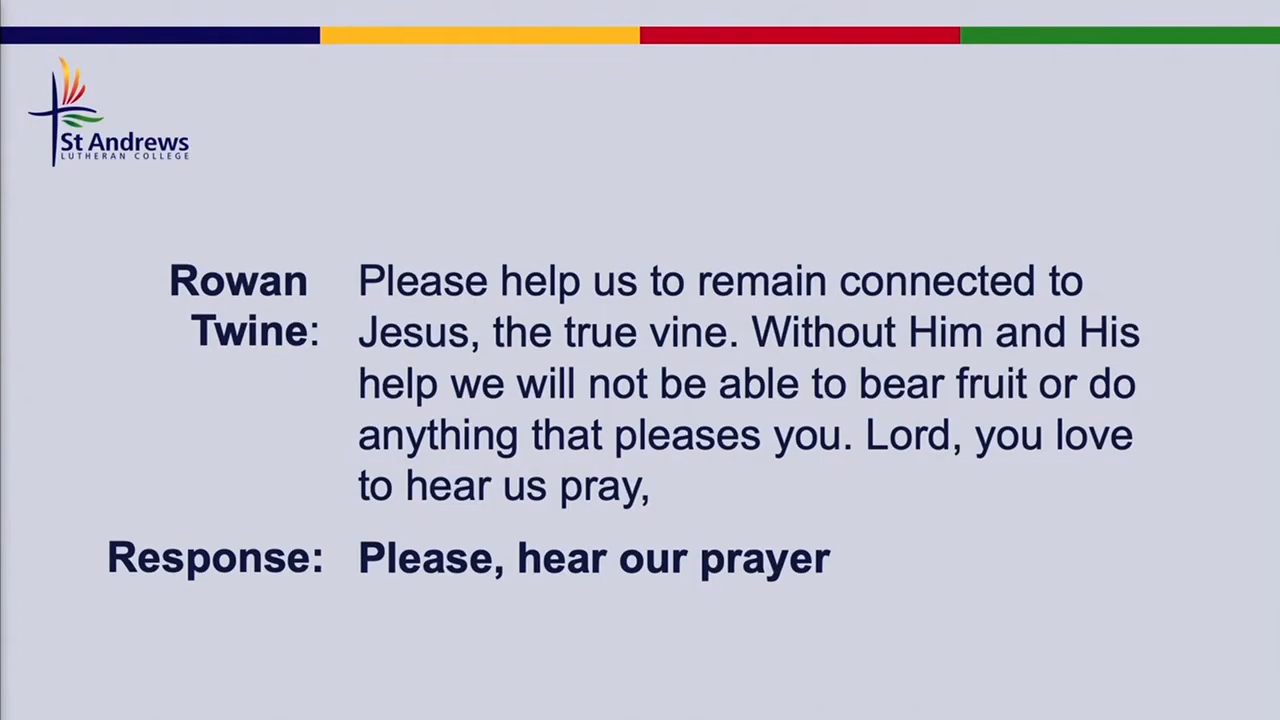 St Andrews
LUTHERAN COLLEGE
Rowan Twine:
Please help us to remain connected to
Jesus, the true vine. Without Him and His
help we will not be able to bear fruit or do
anything that pleases you. Lord, you love
to hear us pray,
Response: Please, hear our prayer